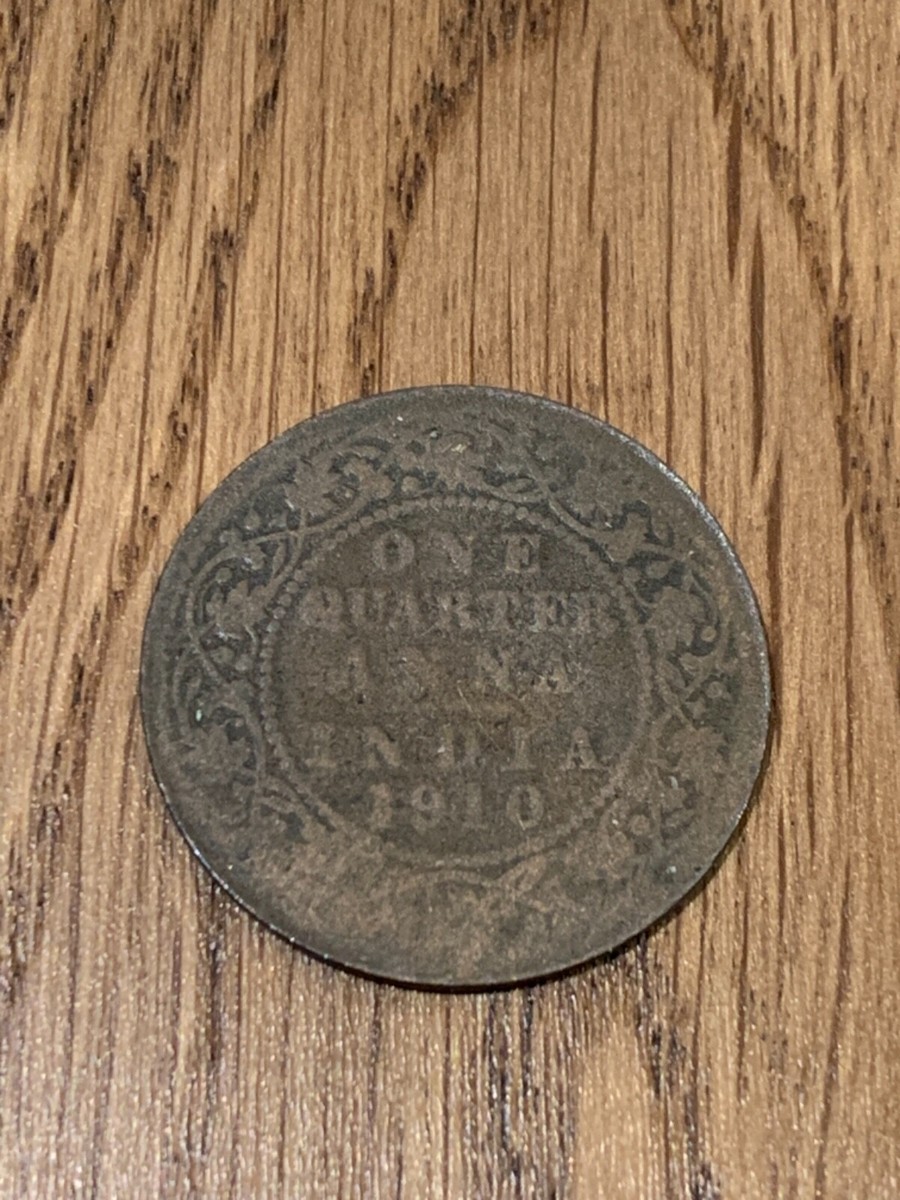 ONE
QUARTER
ANNA
INDIA
1910